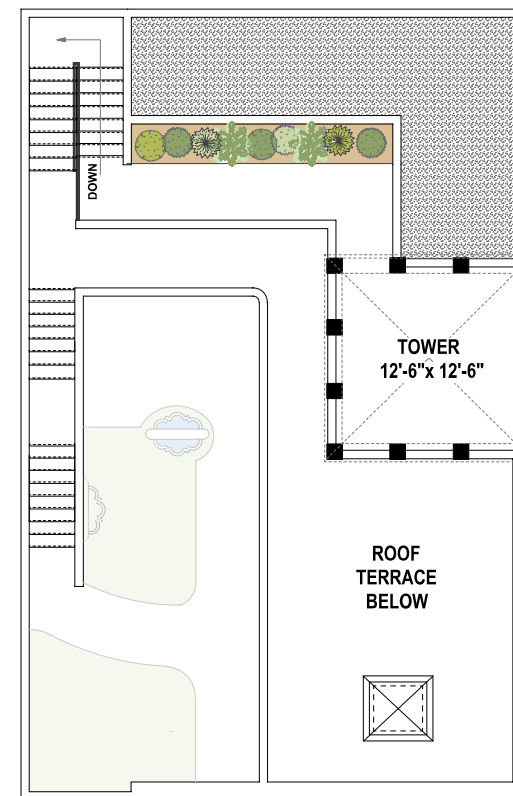 DOWN
TOWER
12'-6"x 12'-6"
ROOF
TERRACE
BELOW